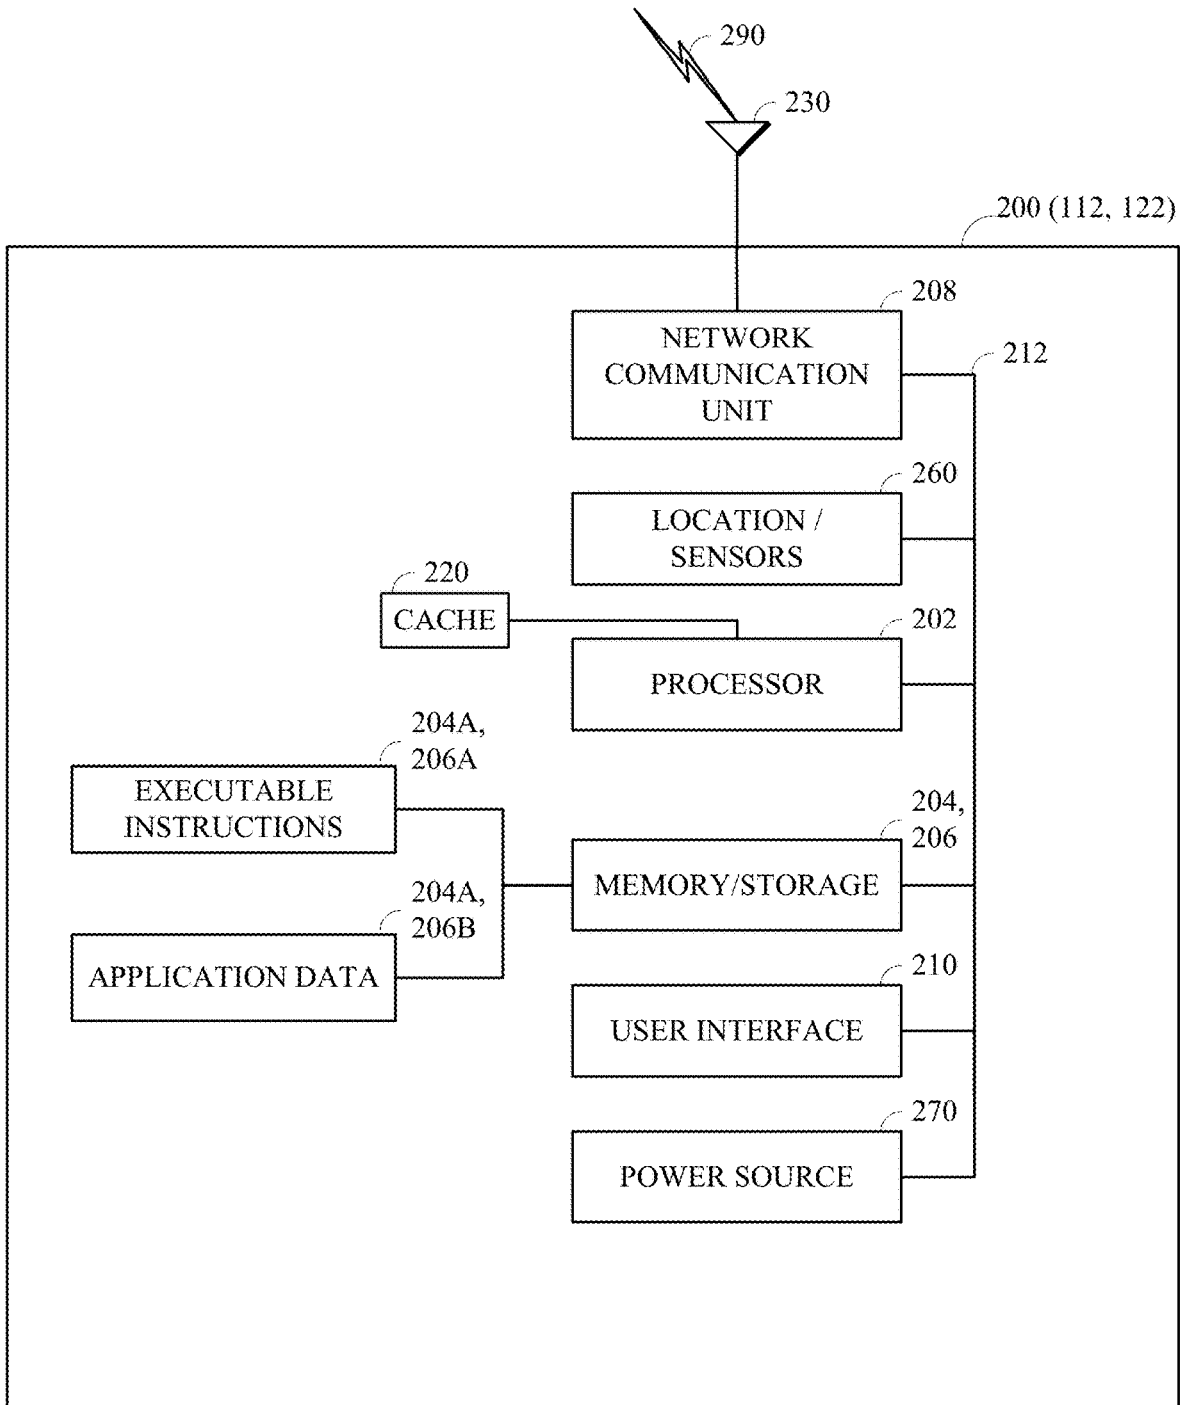 290
230
200 (112, 122)
208
NETWORK
COMMUNICATION
UNIT
212
260
LOCATION /
SENSORS
220
CACHE
202
PROCESSOR
204A,
206A
EXECUTABLE
INSTRUCTIONS
204,
206
MEMORY/STORAGE
204A,
206B
APPLICATION DATA
210
USER INTERFACE
270
POWER SOURCE